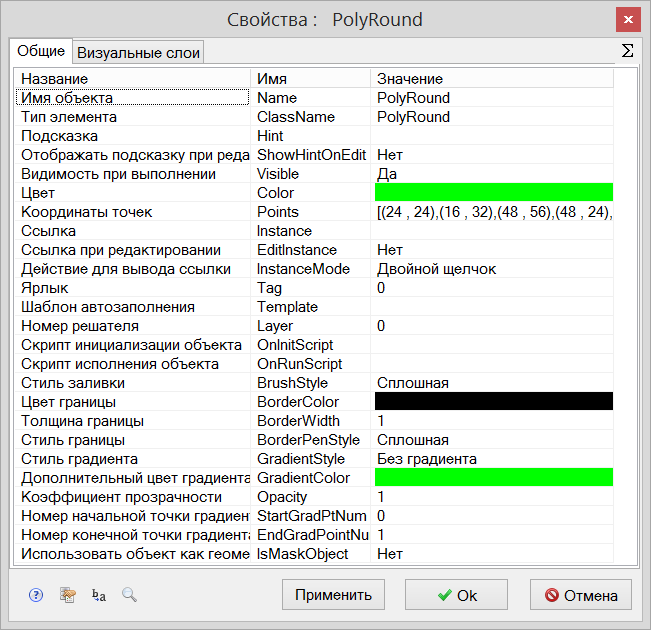 Свойства : PolyRound
Общие Визуальные слои Σ
Название Имя Значение
Имя объекта Name PolyRound
Тип элемента ClassName PolyRound
Подсказка Hint
Отображать подсказку при реда ShowHintOnEdit Нет
Видимость при выполнении Visible Да
Цвет Color
Координаты точек Points [(24 , 24),(16 , 32),(48 , 56),(48 , 24),
Ссылка Instance
Ссылка при редактировании EditInstance Нет
Действие для вывода ссылки InstanceMode Двойной щелчок
Ярлык Tag 0
Шаблон автозаполнения Template
Номер решателя Layer 0
Скрипт инициализации объекта OnInitScript
Скрипт исполнения объекта OnRunScript
Стиль заливки BrushStyle Сплошная
Цвет границы BorderColor
Толщина границы BorderWidth 1
Стиль границы BorderPenStyle Сплошная
Стиль градиента GradientStyle Без градиента
Дополнительный цвет градиента GradientColor
Коэффициент прозрачности Opacity 1
Номер начальной точки градиен StartGradPtNum 0
Номер конечной точки градиента EndGradPointNu 1
Использовать объект как геоме IsMaskObject Нет
? b a Применить Ok Отмена